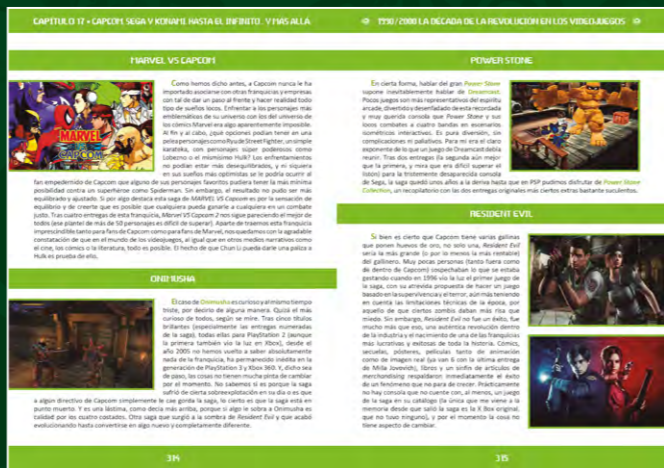 CAPÍTULO 17 • CAPCOM, SEGA Y KONAMI, HASTA EL INFINITO... Y MÁS ALLÁ
MARVEL VS CAPCOM
Como hemos dicho antes, a Capcom nunca le ha
importado asociarse con otras franquicias y empresas
con tal de dar un paso al frente y hacer realidad todo
tipo de sueños locos. Enfrentar a los personajes más
emblemáticos de su universo con los del universo de
los cómics Marvel era algo aparentemente imposible.
Al fin y al cabo, ¿qué opciones podían tener en una
pelea personajes como Ryu de Street Fighter, un simple
karateka, con personajes súper poderosos como
Lobezno o el mismísimo Hulk? Los enfrentamientos
no podían estar más desequilibrados, y ni siquiera
en sus sueños más optimistas se le podría ocurrir al
fan empedernido de Capcom que alguno de sus personajes favoritos pudiera tener la más mínima
posibilidad contra un superhéroe como Spiderman. Sin embargo, el resultado no pudo ser más
equilibrado y ajustado. Si por algo destaca esta saga de MARVEL VS Capcom es por la sensación de
equilibrio y de creerte que es posible que cualquiera pueda ganarle a cualquiera en un combate
justo. Tras cuatro entregas de esta franquicia, Marvel VS Capcom 2 nos sigue pareciendo el mejor de
todos (ese plantel de más de 50 personajes es difícil de superar). Aparte de traernos esta franquicia
imprescindible tanto para fans de Capcom como para fans de Marvel, nos quedamos con la agradable
constatación de que en el mundo de los videojuegos, al igual que en otros medios narrativos como
el cine, los cómics o la literatura, todo es posible. El hecho de que Chun Li pueda darle una paliza a
Hulk es prueba de ello.
MARVEL
VS.
CAPCOM
ONIMUSHA
El caso de Onimusha es curioso y al mismo tiempo
triste, por decirlo de alguna manera. Quizá el más
curioso de todos, según se mire. Tras cinco títulos
brillantes (especialmente las entregas numeradas
de la saga), todas ellas para PlayStation 2 (aunque
la primera también vio la luz en Xbox), desde el
año 2005 no hemos vuelto a saber absolutamente
nada de la franquicia, ha permanecido inédita en la
generación de PlayStation 3 y Xbox 360. Y, dicho sea
de paso, las cosas no tienen mucha pinta de cambiar
por el momento. No sabemos si es porque la saga
sufrió de cierta sobreexplotación en su día o es que
a algún directivo de Capcom simplemente le cae gorda la saga, lo cierto es que la saga está en
punto muerto. Y es una lástima, como decía más arriba, porque si algo le sobra a Onimusha es
calidad por los cuatro costados. Otra saga que surgió a la sombra de Resident Evil y que acabó
evolucionando hasta convertirse en algo nuevo y completamente diferente.
314
1990/2000 LA DÉCADA DE LA REVOLUCIÓN EN LOS VIDEOJUEGOS
POWER STONE
En cierta forma, hablar del gran Power Stone
supone inevitablemente hablar de Dreamcast.
Pocos juegos son más representativos del espíritu
arcade, divertido y desenfadado de esta recordada
y muy querida consola que Power Stone y sus
locos combates a cuatro bandas en escenarios
isométricos interactivos. Es pura diversión, sin
complicaciones ni paliativos. Para mí era el claro
exponente de lo que un juego de Dreamcast debía
reunir. Tras dos entregas (la segunda aún mejor
que la primera, y mira que era difícil superar el
listón) para la tristemente desaparecida consola
de Sega, la saga quedó unos años a la deriva hasta que en PSP pudimos disfrutar de Power Stone
Collection, un recopilatorio con las dos entregas originales más ciertos extras bastante suculentos.
RESIDENT EVIL
Si bien es cierto que Capcom tiene varias gallinas
que ponen huevos de oro, no solo una, Resident Evil
sería la más grande (o por lo menos la más rentable)
del gallinero. Muy pocas personas (tanto fuera como
de dentro de Capcom) sospechaban lo que se estaba
gestando cuando en 1996 vio la luz el primer juego de
la saga, con su atrevida propuesta de hacer un juego
basado en la supervivencia y el terror, aún más teniendo
en cuenta las limitaciones técnicas de la época, por
aquello de que ciertos zombis daban más risa que
miedo. Sin embargo, Resident Evil no fue un éxito, fue
mucho más que eso, una auténtica revolución dentro
de la industria y el nacimiento de una de las franquicias
más lucrativas y exitosas de toda la historia. Cómics,
secuelas, pósteres, películas tanto de animación
como de imagen real (ya van 6 con la última entrega
de Milla Jovevich), libros y un sinfín de artículos de
merchandising respaldaron inmediatamente el éxito
de un fenómeno que no para de crecer. Prácticamente
no hay consola que no cuente con, al menos, un juego
de la saga en su catálogo (la única que me viene a la
memoria desde que salió la saga es la X Box original,
que no tuvo ninguno), y por el momento la cosa no
tiene aspecto de cambiar.
315